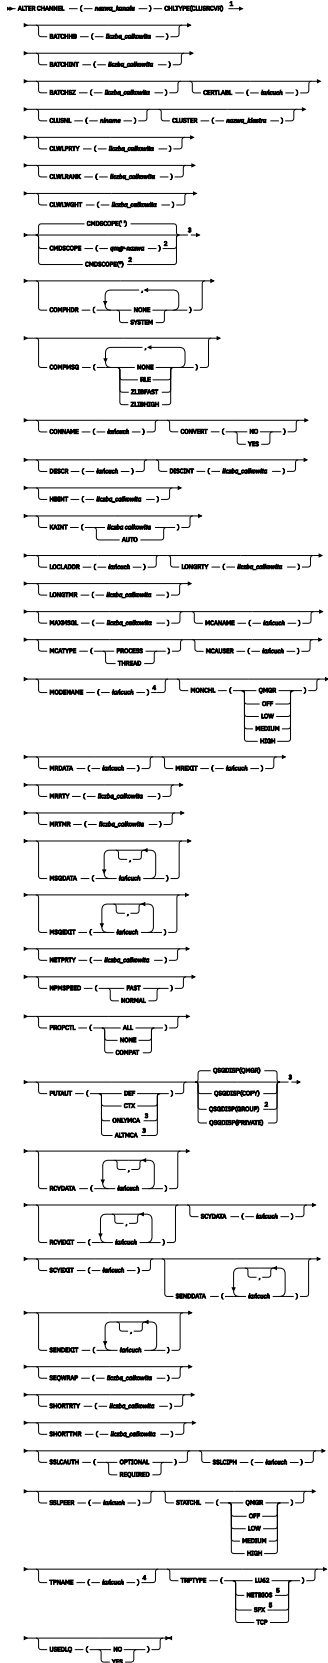 ALTER CHANNEL ( nazwa_kanału ) CHLTYPE(CLUSRCVR) 1
BATCHHB ( liczba_całkowita )
BATCHINT ( liczba_całkowita )
BATCHSZ ( liczba_całkowita ) CERTLABL ( łańcuch )
CLUSNL ( nlname ) CLUSTER ( nazwa_klastra )
CLWLPRTY ( liczba_całkowita )
CLWLRANK ( liczba_całkowita )
CLWLWGHT ( liczba_całkowita )
CMDSCOPE(' ')
CMDSCOPE ( qmgr-nazwa ) 2 3
CMDSCOPE(*) 2
,
COMPHDR ( NONE )
SYSTEM
,
COMPMSG ( NONE )
RLE
ZLIBFAST
ZLIBHIGH
CONNAME ( łańcuch ) CONVERT ( NO )
YES
DESCR ( łańcuch ) DISCINT ( liczba_całkowita )
HBINT ( liczba_całkowita )
KAINT ( liczba_całkowita )
AUTO
LOCLADDR ( łańcuch ) LONGRTY ( liczba_całkowita )
LONGTMR ( liczba_całkowita )
MAXMSGL ( liczba_całkowita ) MCANAME ( łańcuch )
MCATYPE ( PROCESS ) MCAUSER ( łańcuch )
THREAD
MODENAME ( łańcuch ) 4 MONCHL ( QMGR )
OFF
LOW
MEDIUM
HIGH
MRDATA ( łańcuch ) MREXIT ( łańcuch )
MRRTY ( liczba_całkowita )
MRTMR ( liczba_całkowita )
,
MSGDATA ( łańcuch )
,
MSGEXIT ( łańcuch )
NETPRTY ( liczba_całkowita )
NPMSPEED ( FAST )
NORMAL
PROPCTL ( ALL )
NONE
COMPAT
QSGDISP(QMGR) 3
PUTAUT ( DEF ) QSGDISP(COPY)
CTX QSGDISP(GROUP) 2
ONLYMCA 3 QSGDISP(PRIVATE)
ALTMCA 3
,
RCVDATA ( łańcuch )
,
RCVEXIT ( łańcuch ) SCYDATA ( łańcuch )
SCYEXIT ( łańcuch ) ,
SENDDATA ( łańcuch )
,
SENDEXIT ( łańcuch )
SEQWRAP ( liczba_całkowita )
SHORTRTY ( liczba_całkowita )
SHORTTMR ( liczba_całkowita )
SSLCAUTH ( OPTIONAL ) SSLCIPH ( łańcuch )
REQUIRED
SSLPEER ( łańcuch ) STATCHL ( QMGR )
OFF
LOW
MEDIUM
HIGH
TPNAME ( łańcuch ) 4 TRPTYPE ( LU62 )
NETBIOS 5
SPX 5
TCP
USEDLQ ( NO )
YES